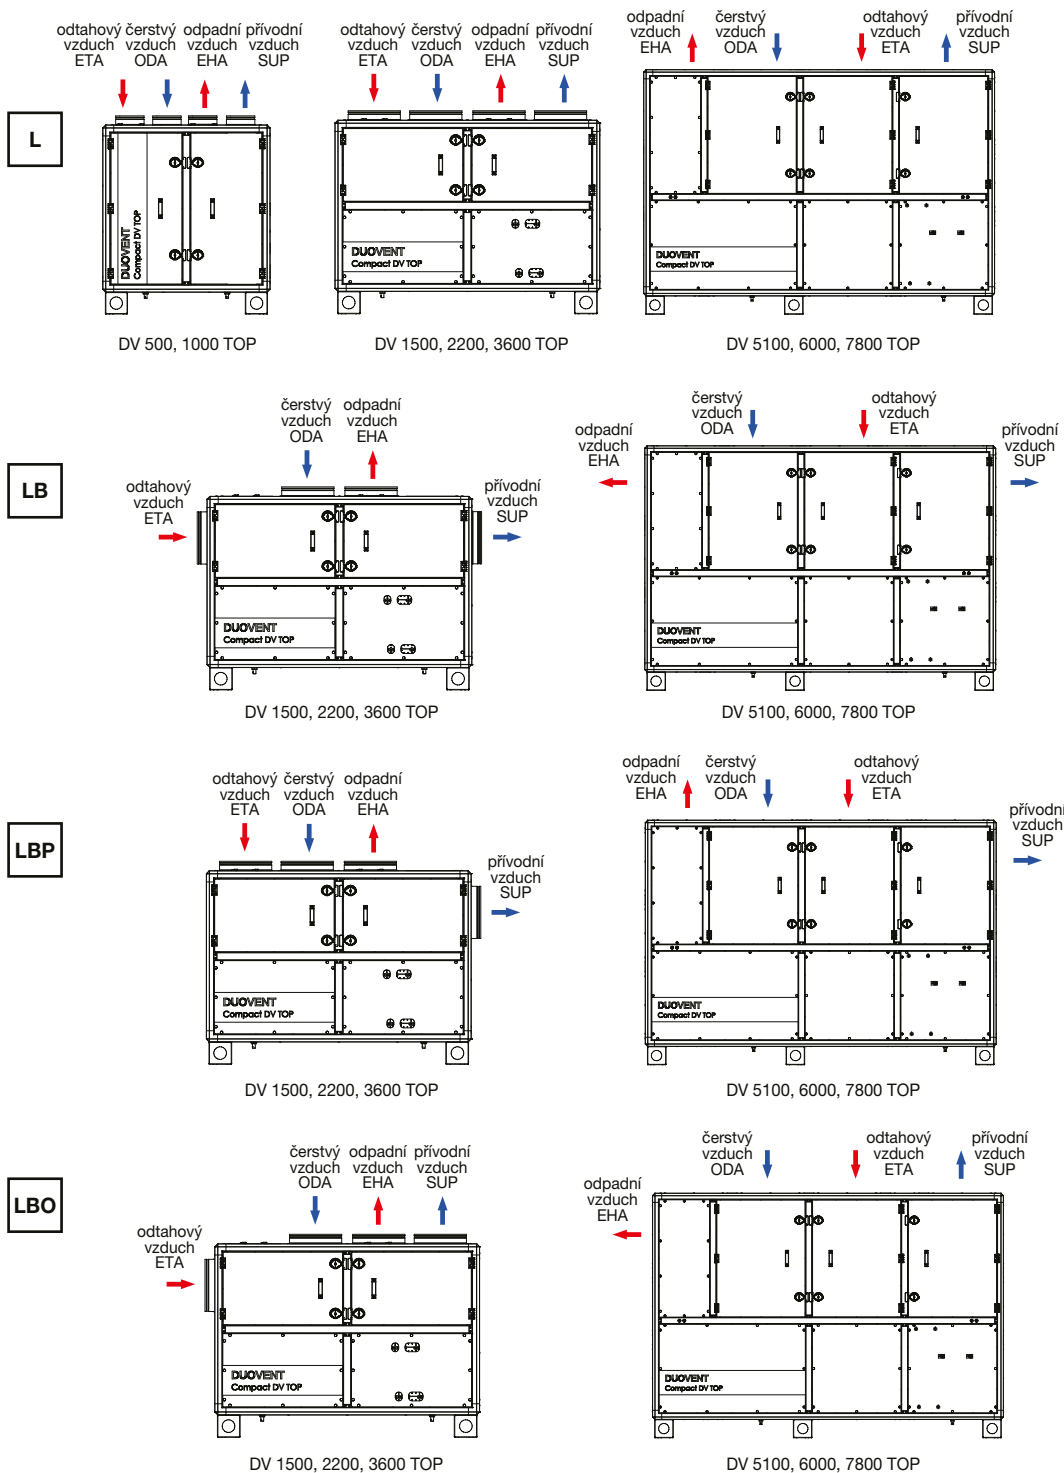 L
odtahový
vzduch
ETA
čerstvý
vzduch
ODA
odpadní
vzduch
EHA
přívodní
vzduch
SUP
DUOVENT
Compact DV TOP
DV 500, 1000 TOP
odtahový
vzduch
ETA
čerstvý
vzduch
ODA
odpadní
vzduch
EHA
přívodní
vzduch
SUP
DUOVENT
Compact DV TOP
DV 1500, 2200, 3600 TOP
odpadní
vzduch
EHA
čerstvý
vzduch
ODA
odtahový
vzduch
ETA
přívodní
vzduch
SUP
DUOVENT
Compact DV TOP
DV 5100, 6000, 7800 TOP
LB
odtahový
vzduch
ETA
čerstvý
vzduch
ODA
odpadní
vzduch
EHA
přívodní
vzduch
SUP
DUOVENT
Compact DV TOP
DV 1500, 2200, 3600 TOP
odpadní
vzduch
EHA
čerstvý
vzduch
ODA
odtahový
vzduch
ETA
přívodní
vzduch
SUP
DUOVENT
Compact DV TOP
DV 5100, 6000, 7800 TOP
LBP
odtahový
vzduch
ETA
čerstvý
vzduch
ODA
odpadní
vzduch
EHA
přívodní
vzduch
SUP
DUOVENT
Compact DV TOP
DV 1500, 2200, 3600 TOP
odpadní
vzduch
EHA
čerstvý
vzduch
ODA
odtahový
vzduch
ETA
přívodní
vzduch
SUP
DUOVENT
Compact DV TOP
DV 5100, 6000, 7800 TOP
LBO
odtahový
vzduch
ETA
čerstvý
vzduch
ODA
odpadní
vzduch
EHA
přívodní
vzduch
SUP
DUOVENT
Compact DV TOP
DV 1500, 2200, 3600 TOP
odpadní
vzduch
EHA
čerstvý
vzduch
ODA
odtahový
vzduch
ETA
přívodní
vzduch
SUP
DUOVENT
Compact DV TOP
DV 5100, 6000, 7800 TOP